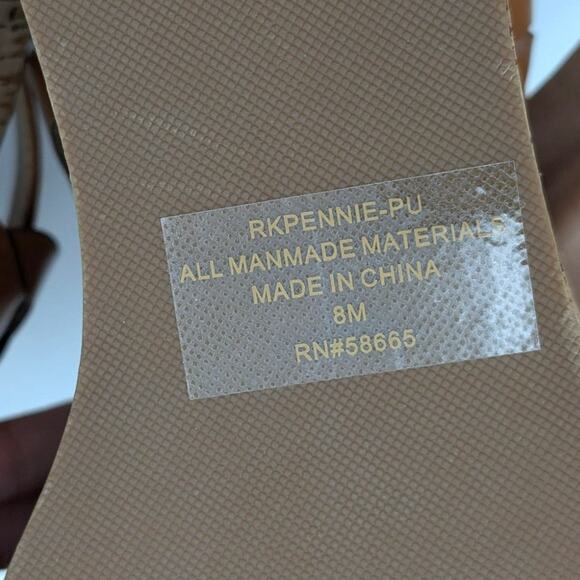 RKPENNIE-PU
ALL MANMADE MATERIALS
MADE IN CHINA
8M
RN#58665